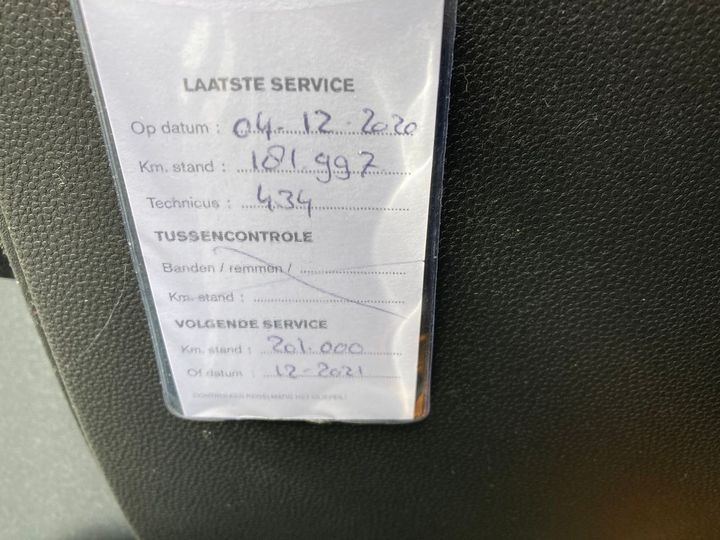 LAATSTE SERVICE
Op datum : 04-12-2020
Km. stand : 181.997
Technicus : 434
TUSSENCONTROLE
Banden / remmen /
Km. stand :
VOLGENDE SERVICE
Km. stand : 201.000
Of datum : 12-2021